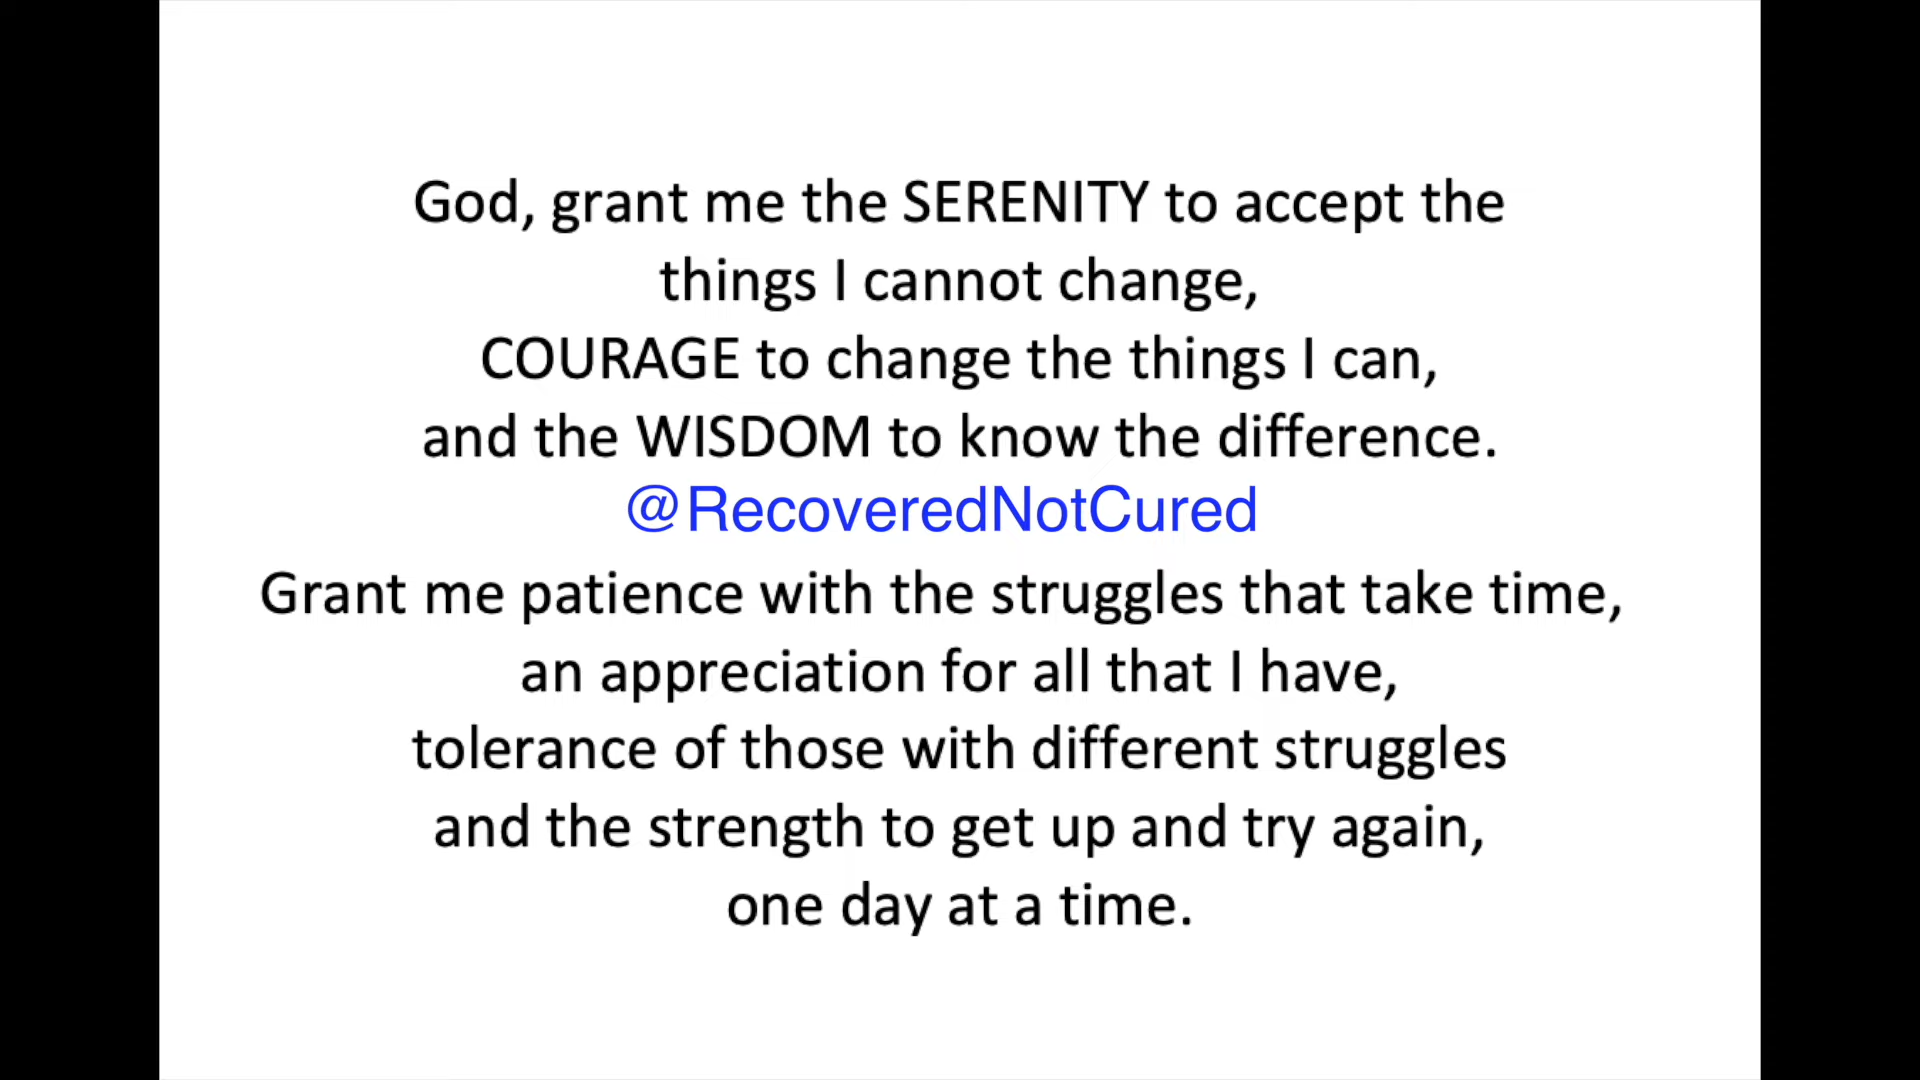 God, grant me the SERENITY to accept the
things I cannot change,
COURAGE to change the things I can,
and the WISDOM to know the difference.
@RecoveredNotCured
Grant me patience with the struggles that take time,
an appreciation for all that I have,
tolerance of those with different struggles
and the strength to get up and try again,
one day at a time.